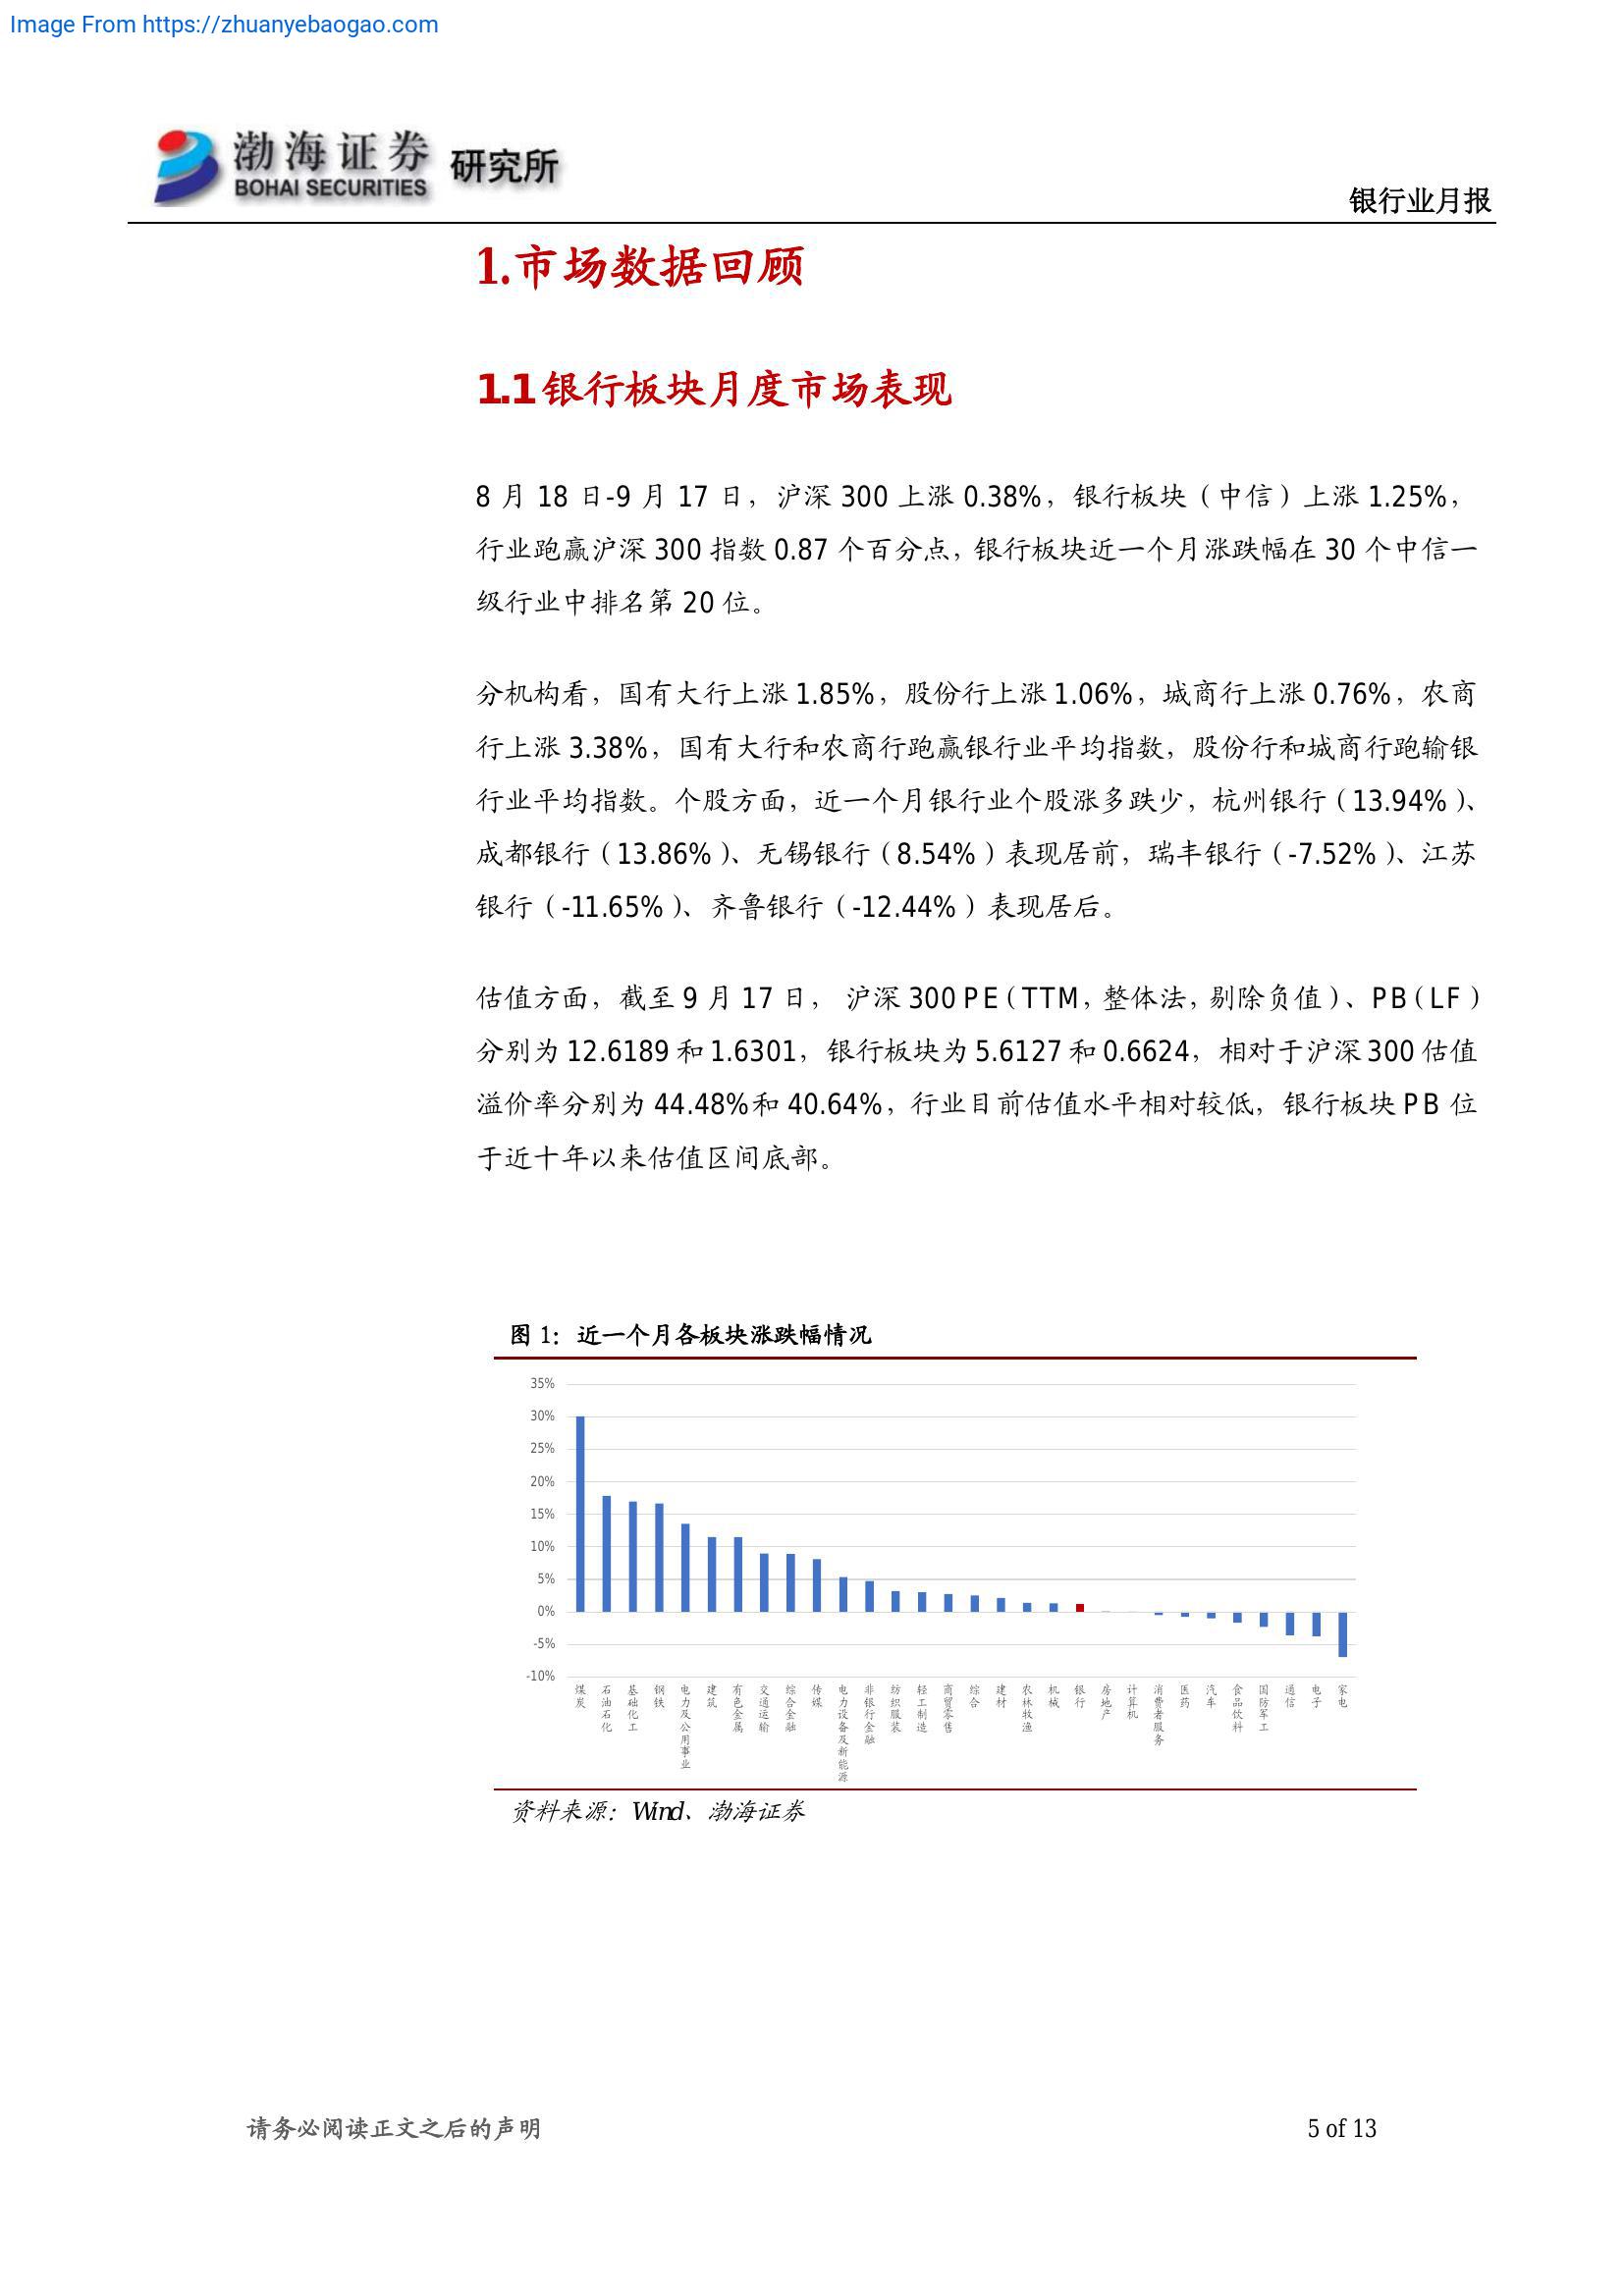 Image From https://zhuanyebaogao.com
渤海证券 研究所
BOHAI SECURITIES
银行业月报
1.市场数据回顾
1.1银行板块月度市场表现
8 月 18 日-9 月 17 日，沪深 300 上涨 0.38%，银行板块（中信）上涨 1.25%，
行业跑赢沪深 300 指数 0.87 个百分点，银行板块近一个月涨跌幅在 30 个中信一
级行业中排名第 20 位。
分机构看，国有大行上涨 1.85%，股份行上涨 1.06%，城商行上涨 0.76%，农商
行上涨 3.38%，国有大行和农商行跑赢银行业平均指数，股份行和城商行跑输银
行业平均指数。个股方面，近一个月银行业个股涨多跌少，杭州银行（13.94%）、
成都银行（13.86%）、无锡银行（8.54%）表现居前，瑞丰银行（-7.52%）、江苏
银行（-11.65%）、齐鲁银行（-12.44%）表现居后。
估值方面，截至 9 月 17 日， 沪深 300 PE（TTM，整体法，剔除负值）、PB（LF）
分别为 12.6189 和 1.6301，银行板块为 5.6127 和 0.6624，相对于沪深 300 估值
溢价率分别为 44.48%和 40.64%，行业目前估值水平相对较低，银行板块 PB 位
于近十年以来估值区间底部。
图 1：近一个月各板块涨跌幅情况
35%
30%
25%
20%
15%
10%
5%
0%
-5%
-10%
煤炭
石油石化
基础化工
钢铁
电力及公用事业
建筑
有色金属
交通运输
综合金融
传媒
电力设备及新能源
非银行金融
纺织服装
轻工制造
商贸零售
综合
建材
农林牧渔
机械
银行
房地产
计算机
消费者服务
医药
汽车
食品饮料
国防军工
通信
电子
家电
资料来源：Wind、渤海证券
请务必阅读正文之后的声明
5 of 13